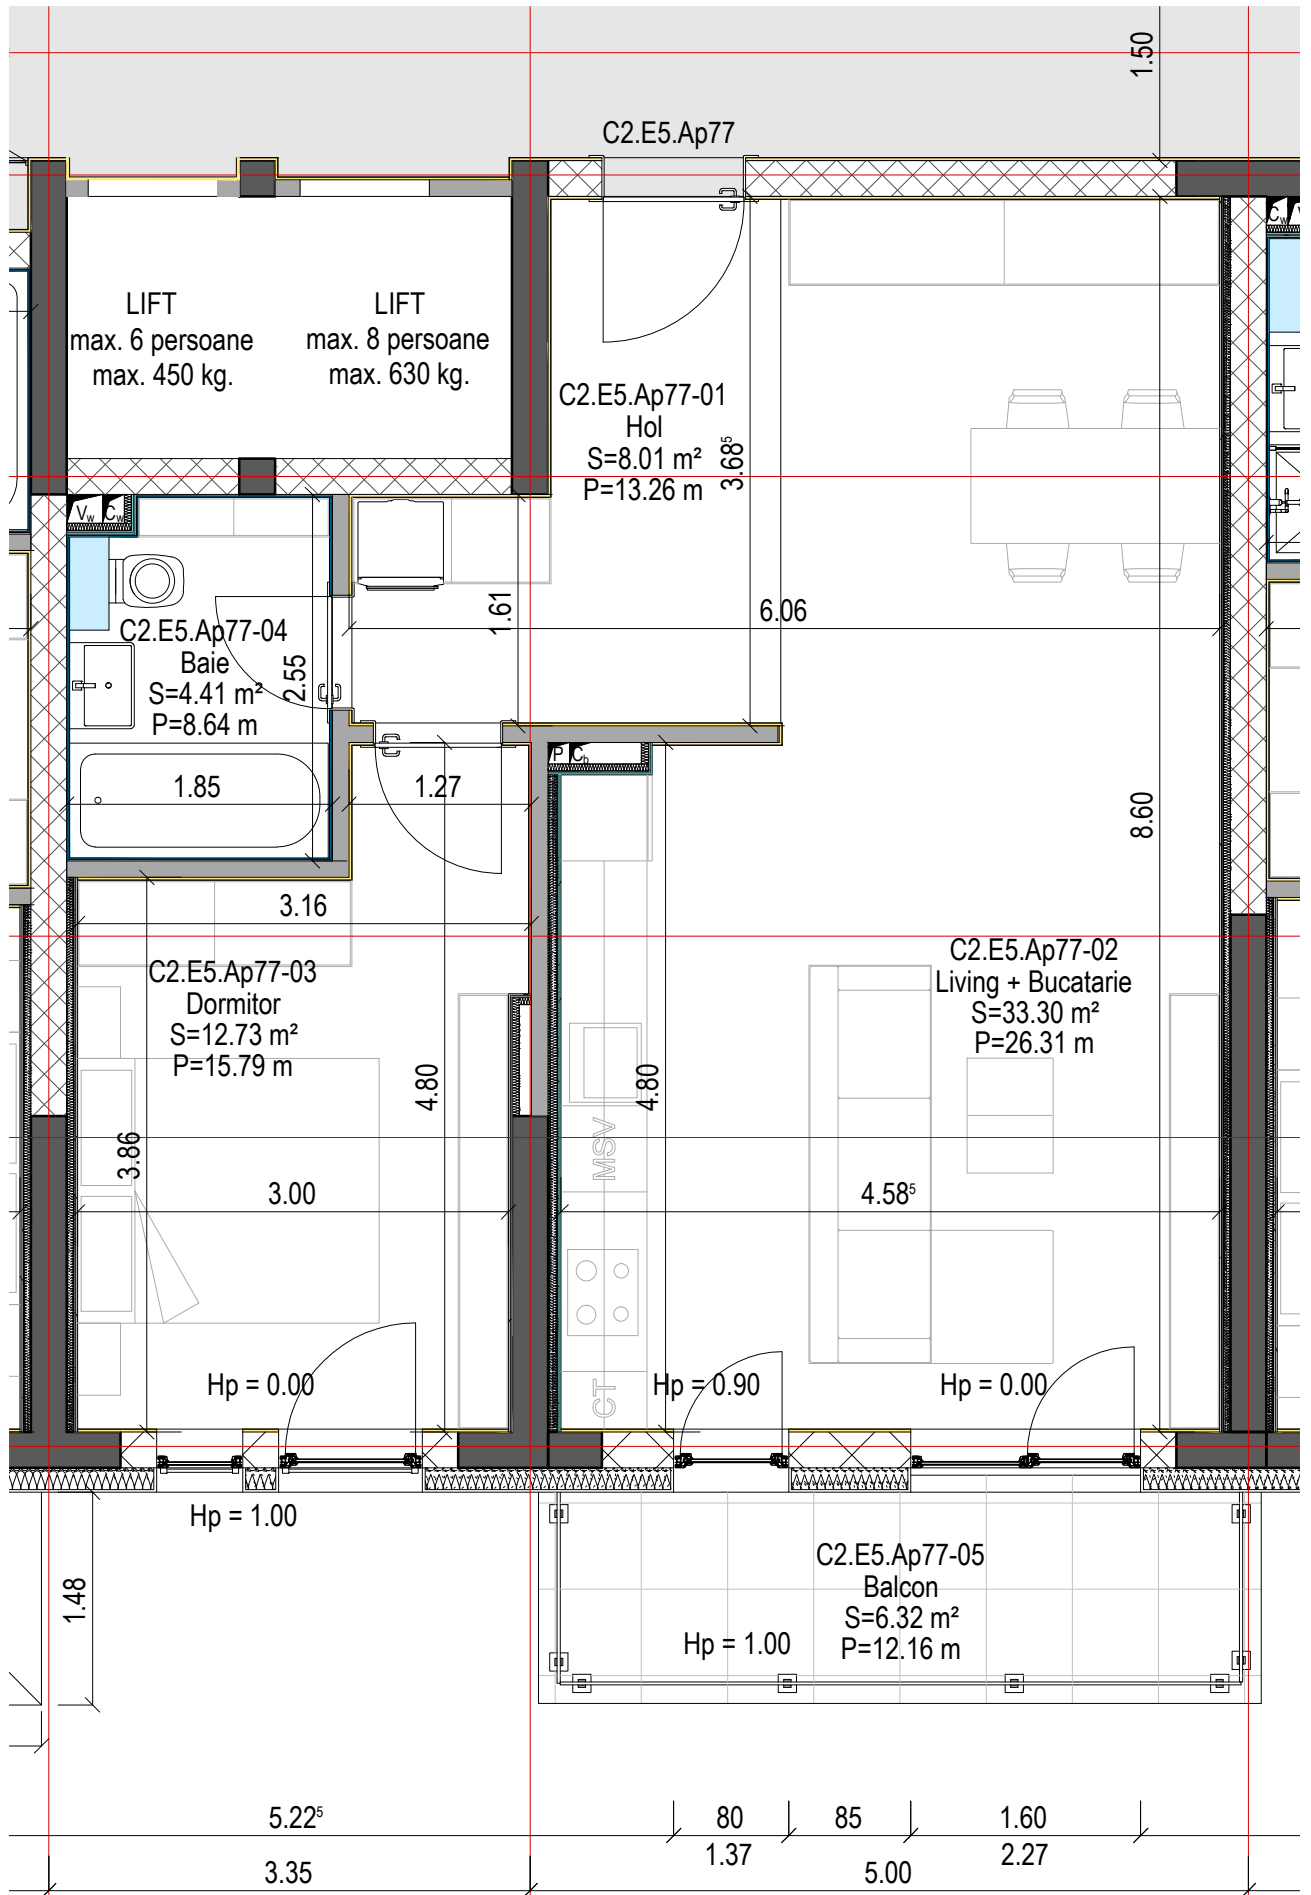 1.50
C2.E5.Ap77
LIFT
max. 6 persoane
max. 450 kg.
LIFT
max. 8 persoane
max. 630 kg.
C2.E5.Ap77-01
Hol
S=8.01 m²
P=13.26 m
3.68⁵
Vw
Cw
Cw
1.61
6.06
C2.E5.Ap77-04
Baie
S=4.41 m²
P=8.64 m
2.55
1.85
1.27
P
Ch
8.60
3.16
C2.E5.Ap77-03
Dormitor
S=12.73 m²
P=15.79 m
C2.E5.Ap77-02
Living + Bucatarie
S=33.30 m²
P=26.31 m
4.80
4.80
3.86
MSV
3.00
4.58⁵
Hp = 0.00
CT
Hp = 0.90
Hp = 0.00
Hp = 1.00
C2.E5.Ap77-05
Balcon
S=6.32 m²
P=12.16 m
Hp = 1.00
1.48
5.22⁵
80
85
1.60
1.37
2.27
3.35
5.00